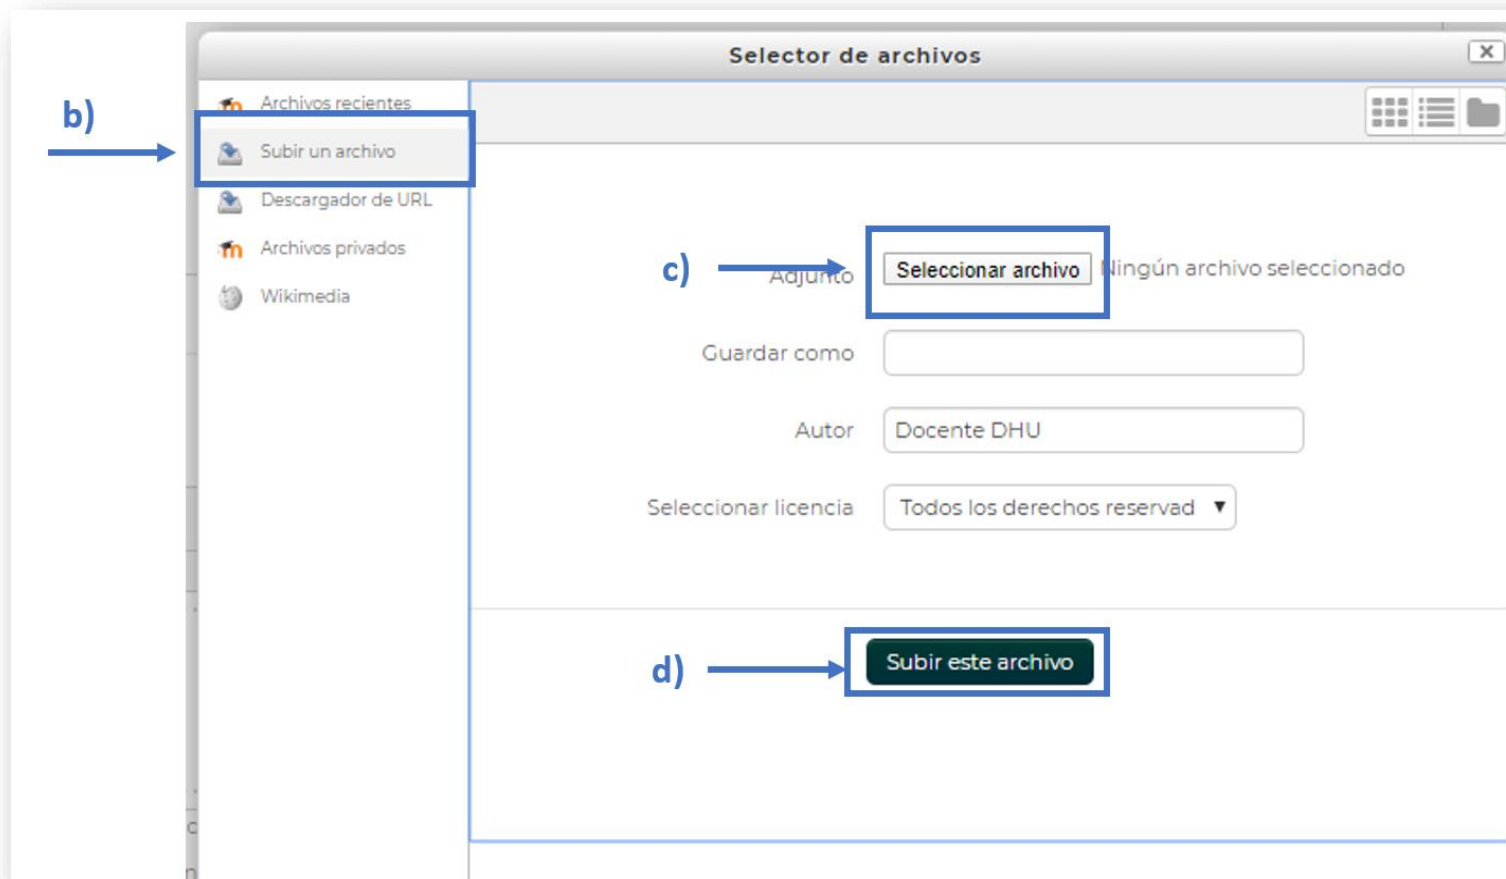 Selector de archivos
b)
Archivos recientes
Subir un archivo
Descargador de URL
Archivos privados
Wikimedia
c)
Adjunto
Seleccionar archivo
Ningún archivo seleccionado
Guardar como
Autor
Docente DHU
Seleccionar licencia
Todos los derechos reservad
d)
Subir este archivo